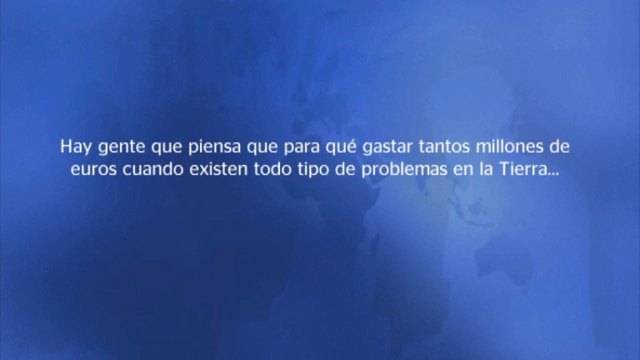 Hay gente que piensa que para qué gastar tantos millones de
euros cuando existen todo tipo de problemas en la Tierra...